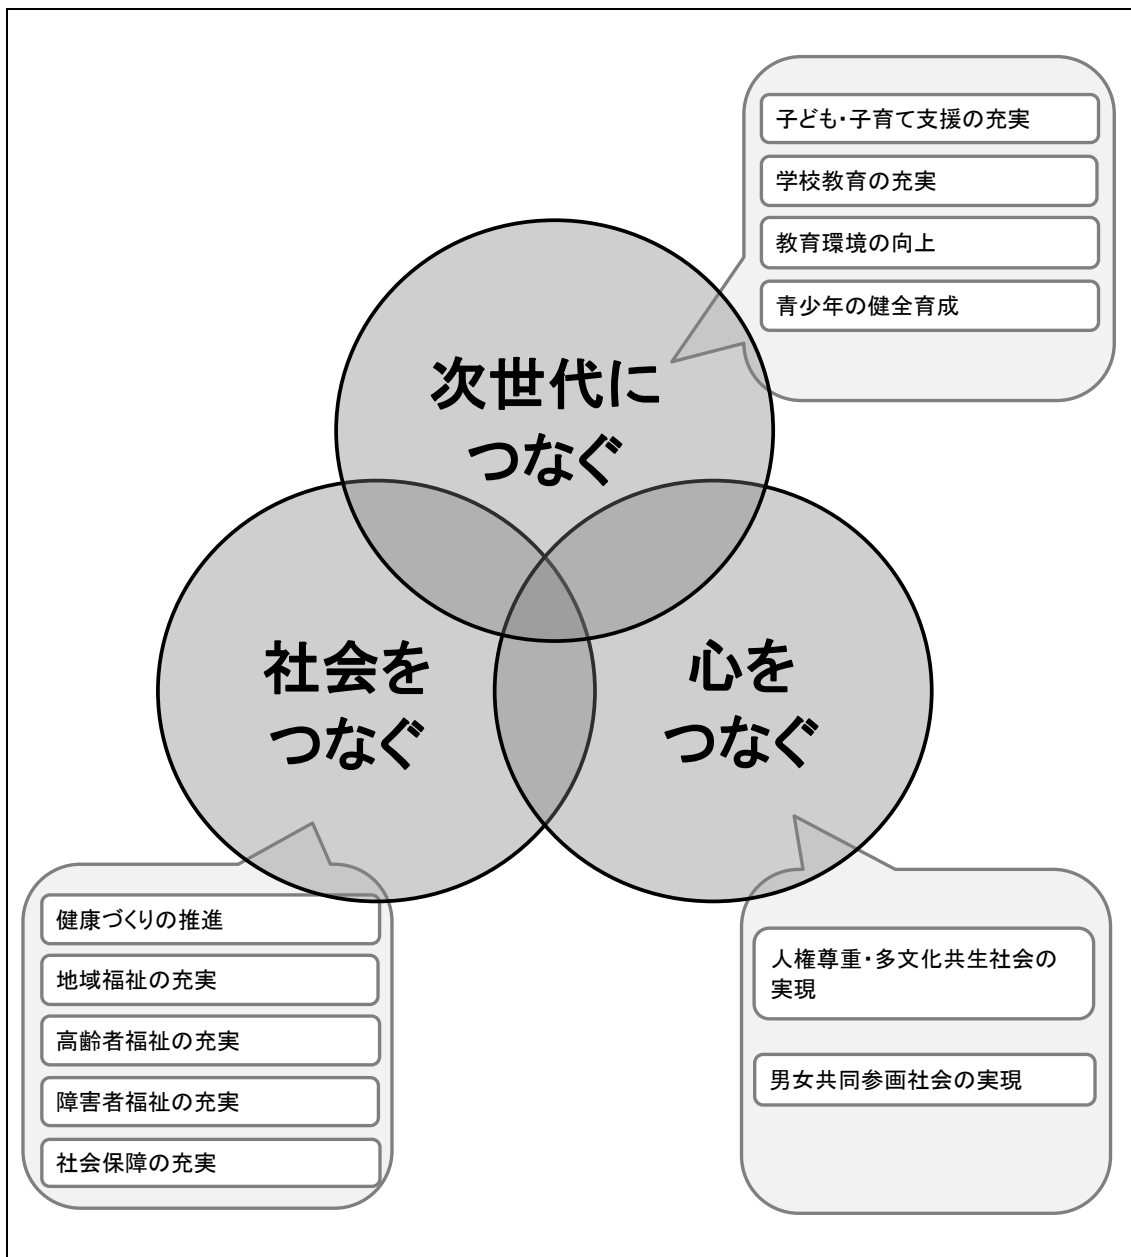 子ども・子育て支援の充実
学校教育の充実
教育環境の向上
青少年の健全育成
次世代に
つなぐ
社会を
つなぐ
心を
つなぐ
健康づくりの推進
地域福祉の充実
高齢者福祉の充実
障害者福祉の充実
社会保障の充実
人権尊重・多文化共生社会の
実現
男女共同参画社会の実現